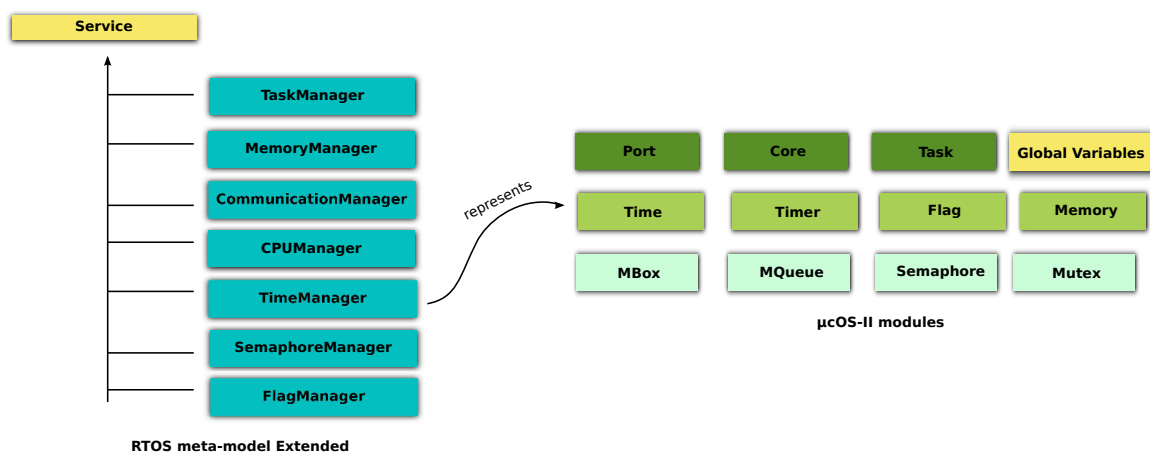 Service
TaskManager
MemoryManager
CommunicationManager
CPUManager
TimeManager
SemaphoreManager
FlagManager
RTOS meta-model Extended
represents
Port Core Task Global Variables
Time Timer Flag Memory
MBox MQueue Semaphore Mutex
µcOS-II modules